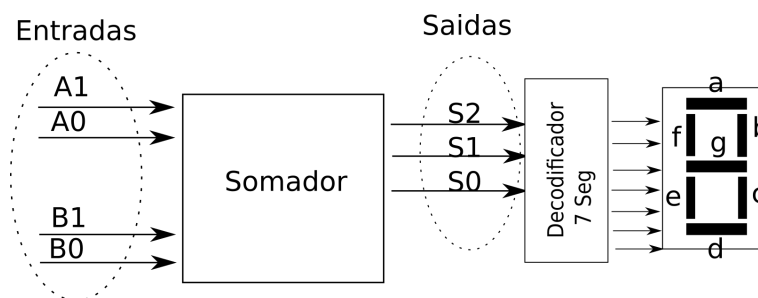 Entradas
A1
A0
B1
B0
Somador
Saidas
S2
S1
S0
Decodificador
7 Seg
a
f
b
g
e
c
d